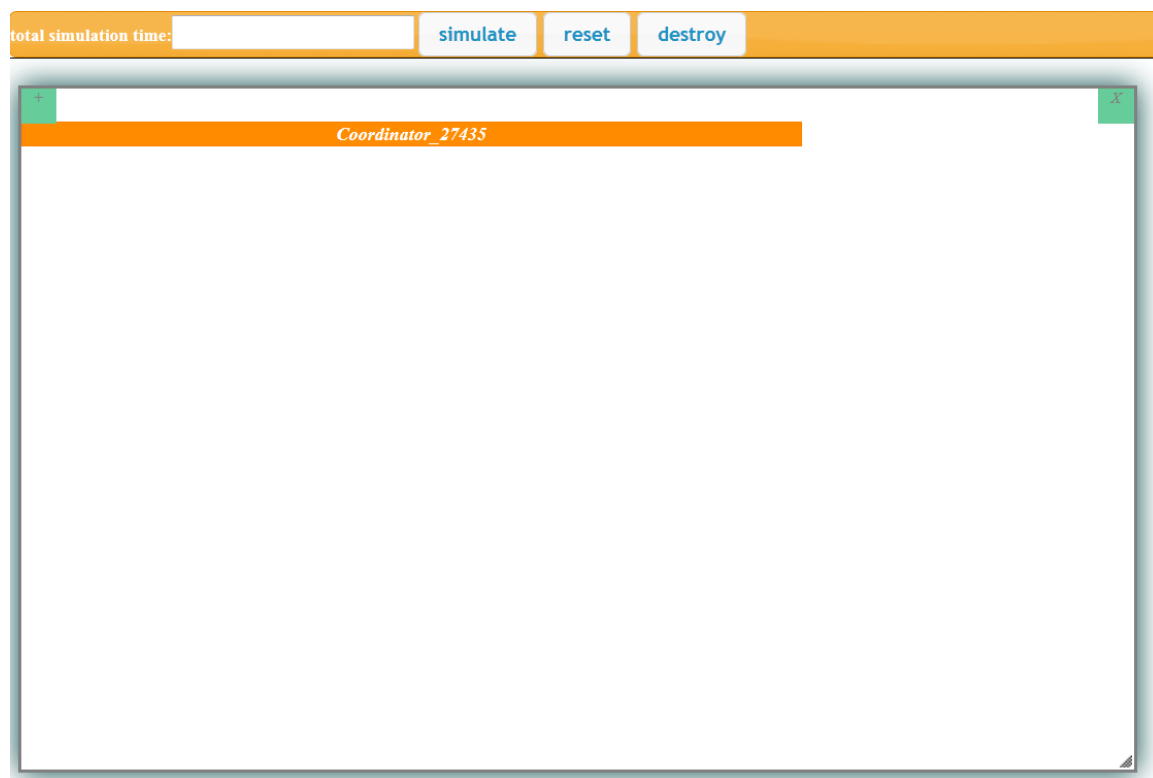 total simulation time: simulate reset destroy
+ X
Coordinator_27435